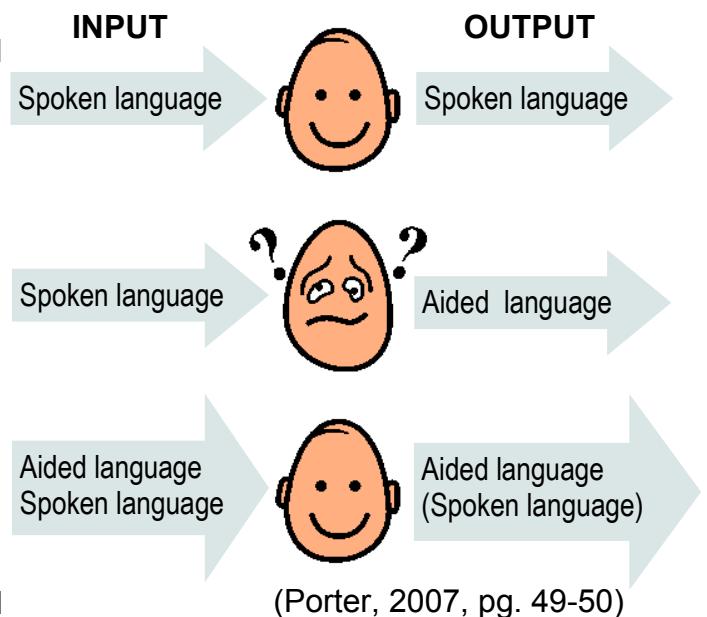 INPUT
OUTPUT
Spoken language
Spoken language
? ?
Spoken language
Aided language
Aided language
Spoken language
Aided language
(Spoken language)
(Porter, 2007, pg. 49-50)